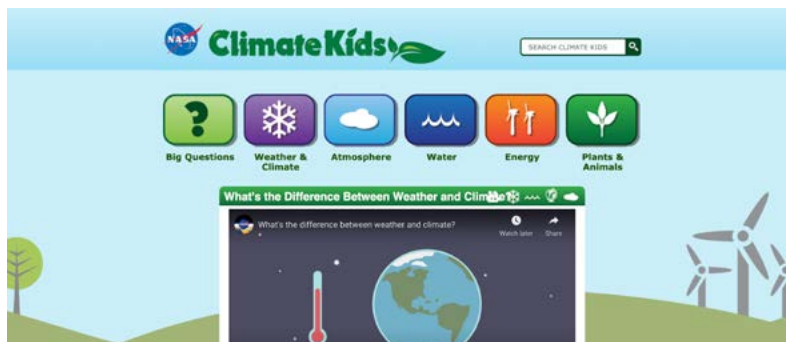 NASA
ClimateKids
SEARCH CLIMATE KIDS
Big Questions
Weather & Climate
Atmosphere
Water
Energy
Plants & Animals
What's the Difference Between Weather and Climate?
What's the difference between weather and climate?
Watch later
Share